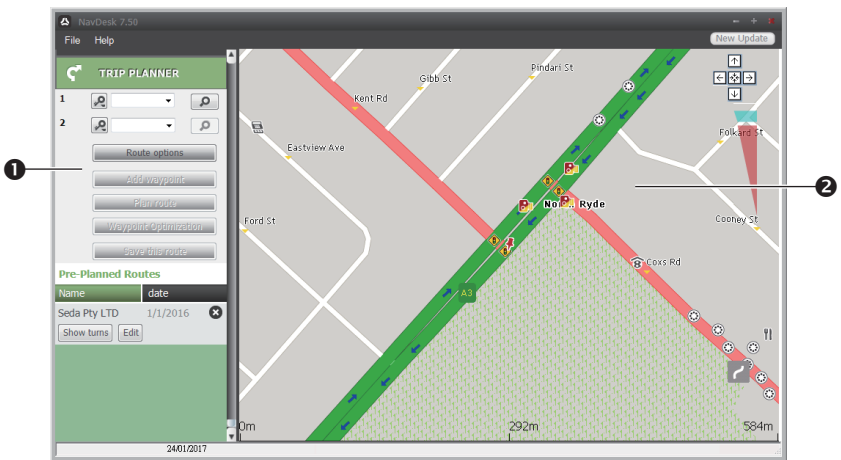 NavDesk 7.50
File Help
New Update
TRIP PLANNER
1
2
Route options
Add waypoint
Plan route
Waypoint Optimization
Save this route
Pre-Planned Routes
Name date
Seda Pty LTD 1/1/2016
Show turns Edit
24/01/2017
Gibb St
Pindari St
Kent Rd
Eastview Ave
Folkard St
Ford St
Ryde
Cooney St
Coxs Rd
A3
0m 292m 584m
1
2